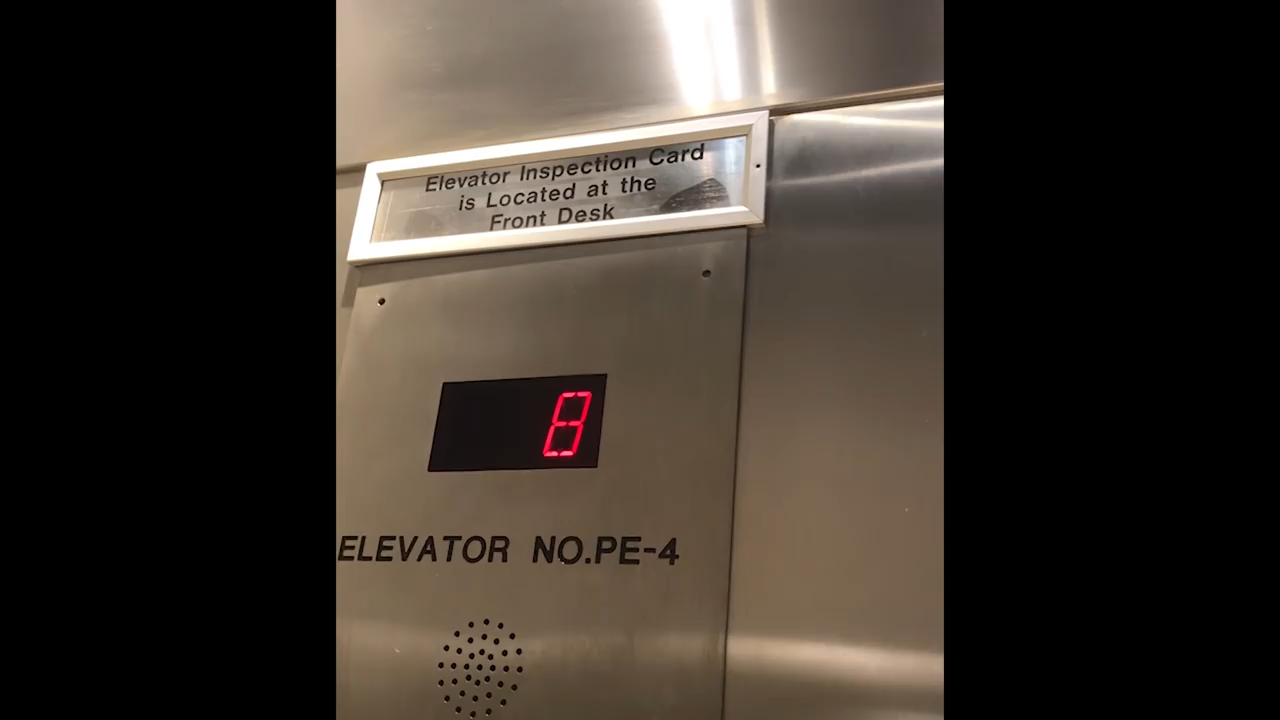 Elevator Inspection Card
is Located at the
Front Desk
8
ELEVATOR NO.PE-4